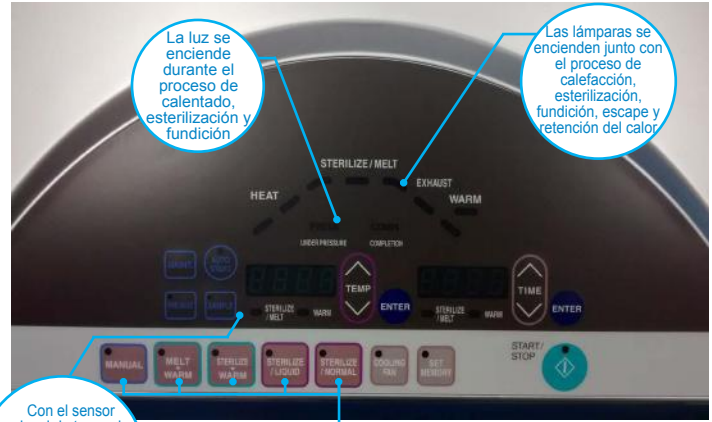 La luz se
enciende
durante el
proceso de
calentado,
esterilización y
fundición
Las lámparas se
encienden junto con
el proceso de
calefacción,
esterilización,
fundición, escape y
retención del calor
STERILIZE / MELT
HEAT
EXHAUST
WARM
UNDER PRESSURE
COMPLETION
AUTO
START
TEMP
TIME
ENTER
ENTER
STERILIZE
/MELT
WARM
STERILIZE
/MELT
WARM
MANUAL
MELT
WARM
STERILIZE
WARM
STERILIZE
/ LIQUID
STERILIZE
/ NORMAL
COOLING
FAN
SET
MEMORY
START/
STOP
Con el sensor